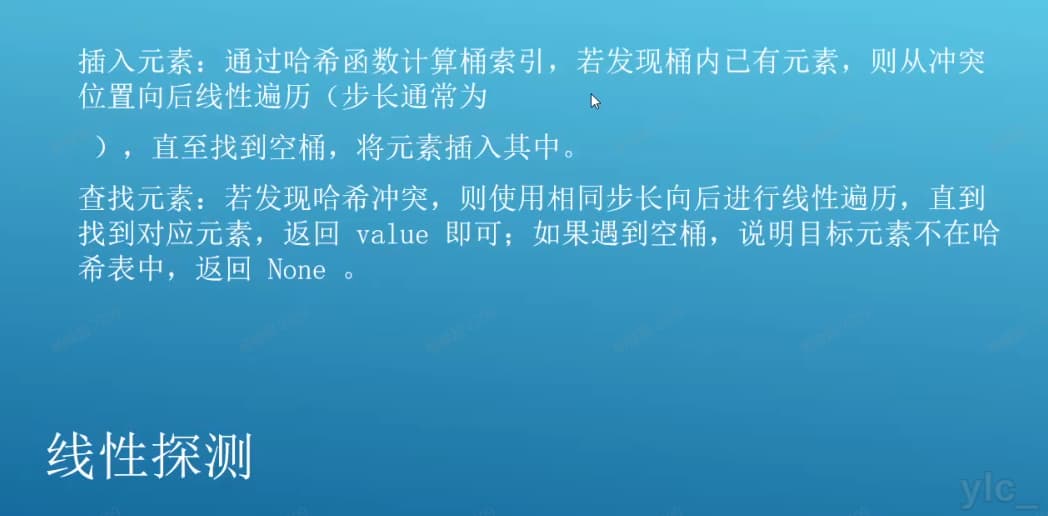 插入元素：通过哈希函数计算桶索引，若发现桶内已有元素，则从冲突
位置向后线性遍历（步长通常为
），直至找到空桶，将元素插入其中。
查找元素：若发现哈希冲突，则使用相同步长向后进行线性遍历，直到
找到对应元素，返回 value 即可；如果遇到空桶，说明目标元素不在哈
希表中，返回 None 。
线性探测
ylc_